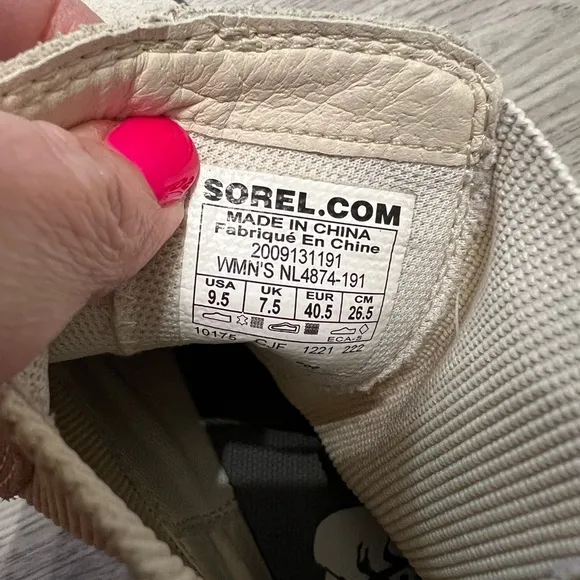 SOREL.COM
MADE IN CHINA
Fabriqué En Chine
2009131191
WMN'S NL4874-191
USA UK EUR CM
9.5 7.5 40.5 26.5
ECA-5
10175 CJF 1221 222